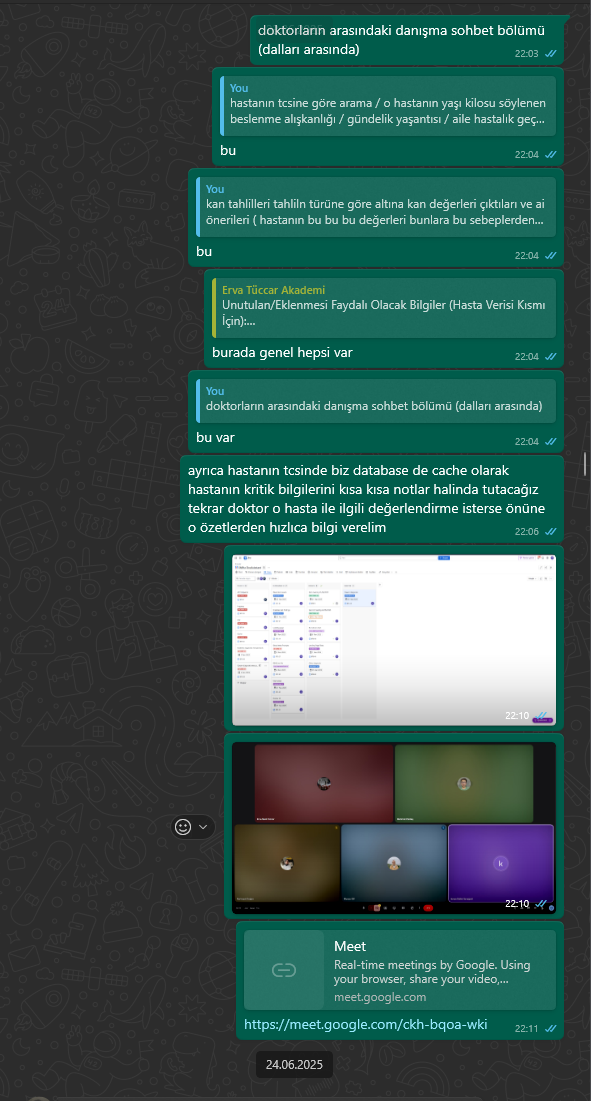 doktorların arasındaki danışma sohbet bölümü
(dalları arasında)
22:03
You
hastanın tcsine göre arama / o hastanın yaşı kilosu söylenen
beslenme alışkanlığı / gündelik yaşantısı / aile hastalık geç...
bu
22:04
You
kan tahlilleri tahliln türüne göre altına kan değerleri çıktıları ve ai
önerileri ( hastanın bu bu bu değerleri bunlara bu sebeplerden...
bu
22:04
Erva Tüccar Akademi
Unutulan/Eklenmesi Faydalı Olacak Bilgiler (Hasta Verisi Kısmı
İçin):...
burada genel hepsi var
22:04
You
doktorların arasındaki danışma sohbet bölümü (dalları arasında)
bu var
22:04
ayrıca hastanın tcsinde biz database de cache olarak
hastanın kritik bilgilerini kısa kısa notlar halinda tutacağız
tekrar doktor o hasta ile ilgili değerlendirme isterse önüne
o özetlerden hızlıca bilgi verelim
22:06
22:10
k
22:10
Meet
Real-time meetings by Google. Using
your browser, share your video,...
meet.google.com
https://meet.google.com/ckh-bqoa-wki
22:11
24.06.2025